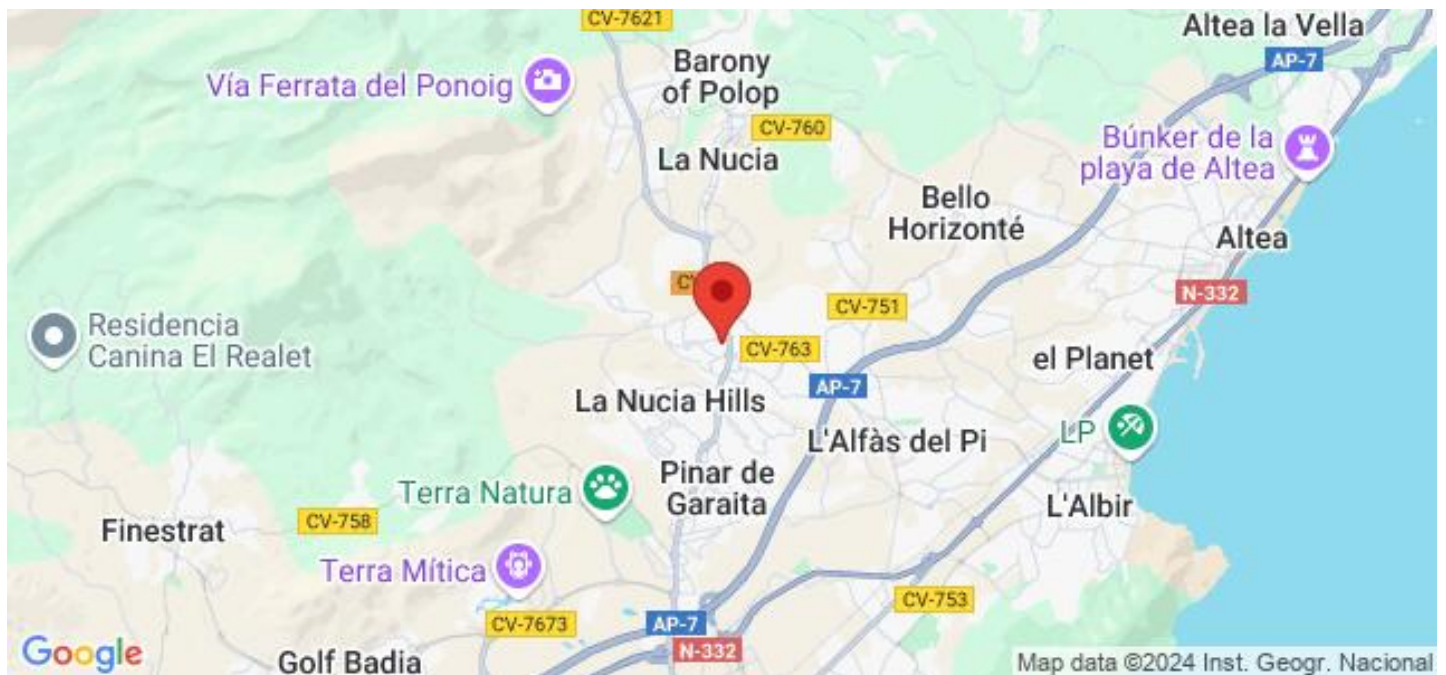 CV-7621
Altea la Vella
AP-7
Barony
of Polop
Vía Ferrata del Ponoig
CV-760
La Nucia
Búnker de la
playa de Altea
Bello
Horizonté
Altea
N-332
CV-751
Residencia
Canina El Realet
CV-763
el Planet
AP-7
La Nucia Hills
L'Alfàs del Pi
LP
Pinar de
Garaita
Terra Natura
L'Albir
CV-758
Finestrat
Terra Mítica
CV-753
CV-7673
AP-7
N-332
Google
Golf Badia
Map data ©2024 Inst. Geogr. Nacional